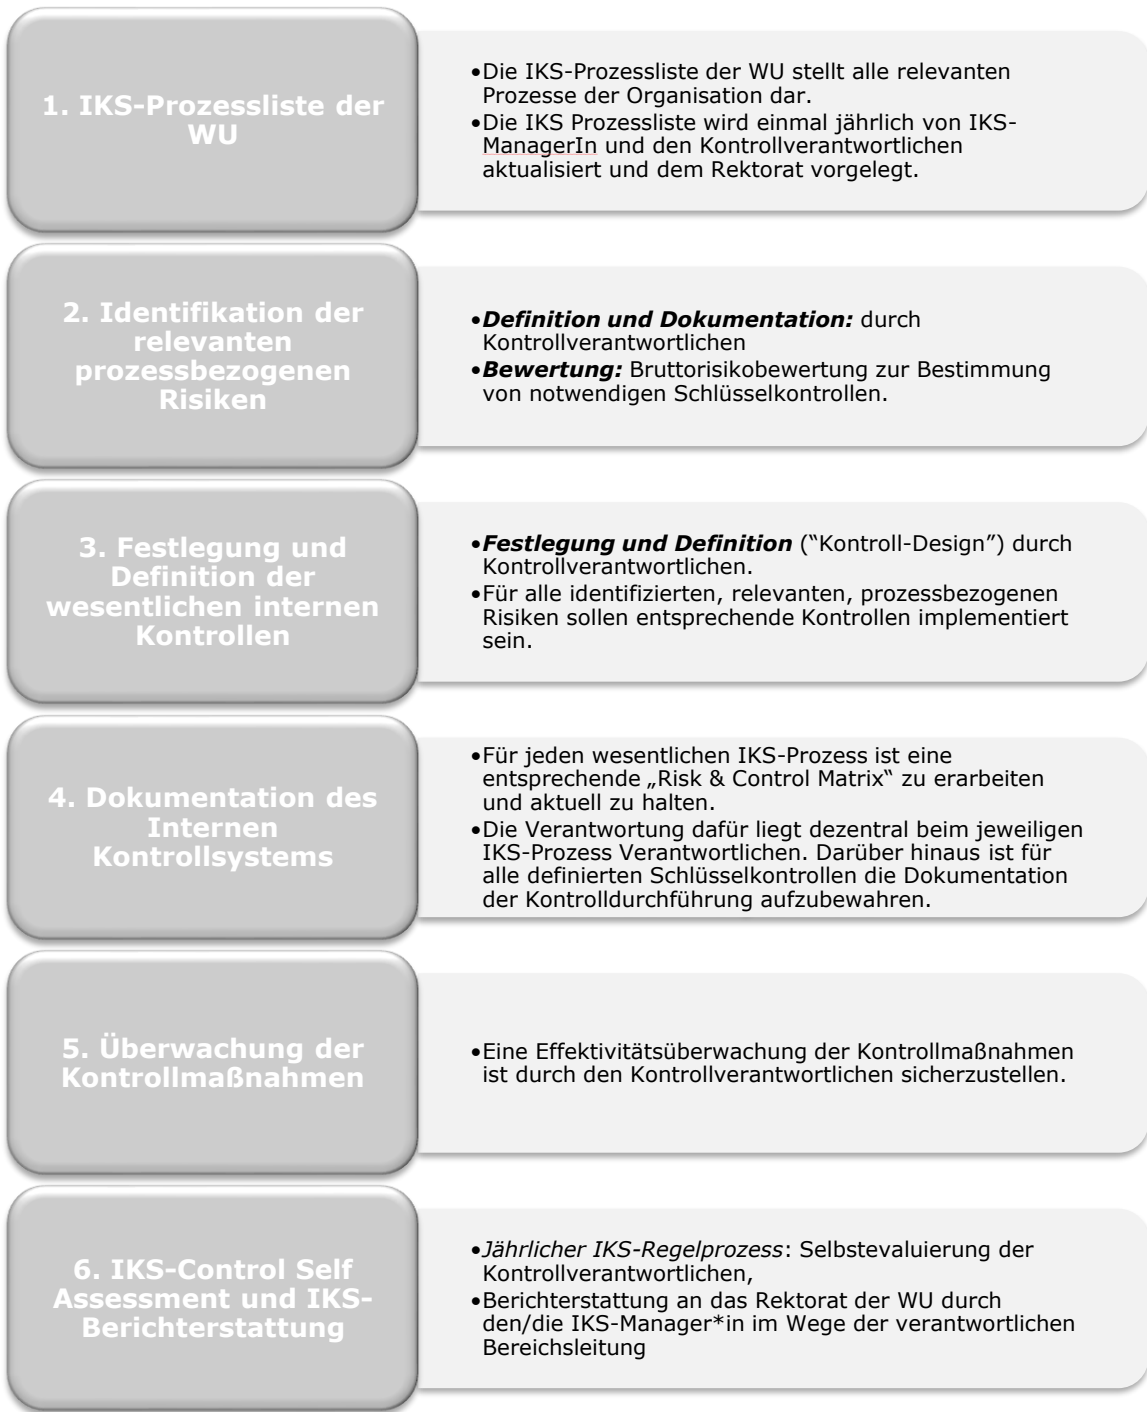 1. IKS-Prozessliste der
WU
•Die IKS-Prozessliste der WU stellt alle relevanten
Prozesse der Organisation dar.
•Die IKS Prozessliste wird einmal jährlich von IKS-
ManagerIn und den Kontrollverantwortlichen
aktualisiert und dem Rektorat vorgelegt.
2. Identifikation der
relevanten
prozessbezogenen
Risiken
•Definition und Dokumentation: durch
Kontrollverantwortlichen
•Bewertung: Bruttorisikobewertung zur Bestimmung
von notwendigen Schlüsselkontrollen.
3. Festlegung und
Definition der
wesentlichen internen
Kontrollen
•Festlegung und Definition (“Kontroll-Design”) durch
Kontrollverantwortlichen.
•Für alle identifizierten, relevanten, prozessbezogenen
Risiken sollen entsprechende Kontrollen implementiert
sein.
4. Dokumentation des
Internen
Kontrollsystems
•Für jeden wesentlichen IKS-Prozess ist eine
entsprechende „Risk & Control Matrix“ zu erarbeiten
und aktuell zu halten.
•Die Verantwortung dafür liegt dezentral beim jeweiligen
IKS-Prozess Verantwortlichen. Darüber hinaus ist für
alle definierten Schlüsselkontrollen die Dokumentation
der Kontrolldurchführung aufzubewahren.
5. Überwachung der
Kontrollmaßnahmen
•Eine Effektivitätsüberwachung der Kontrollmaßnahmen
ist durch den Kontrollverantwortlichen sicherzustellen.
6. IKS-Control Self
Assessment und IKS-
Berichterstattung
•Jährlicher IKS-Regelprozess: Selbstevaluierung der
Kontrollverantwortlichen,
•Berichterstattung an das Rektorat der WU durch
den/die IKS-Manager*in im Wege der verantwortlichen
Bereichsleitung